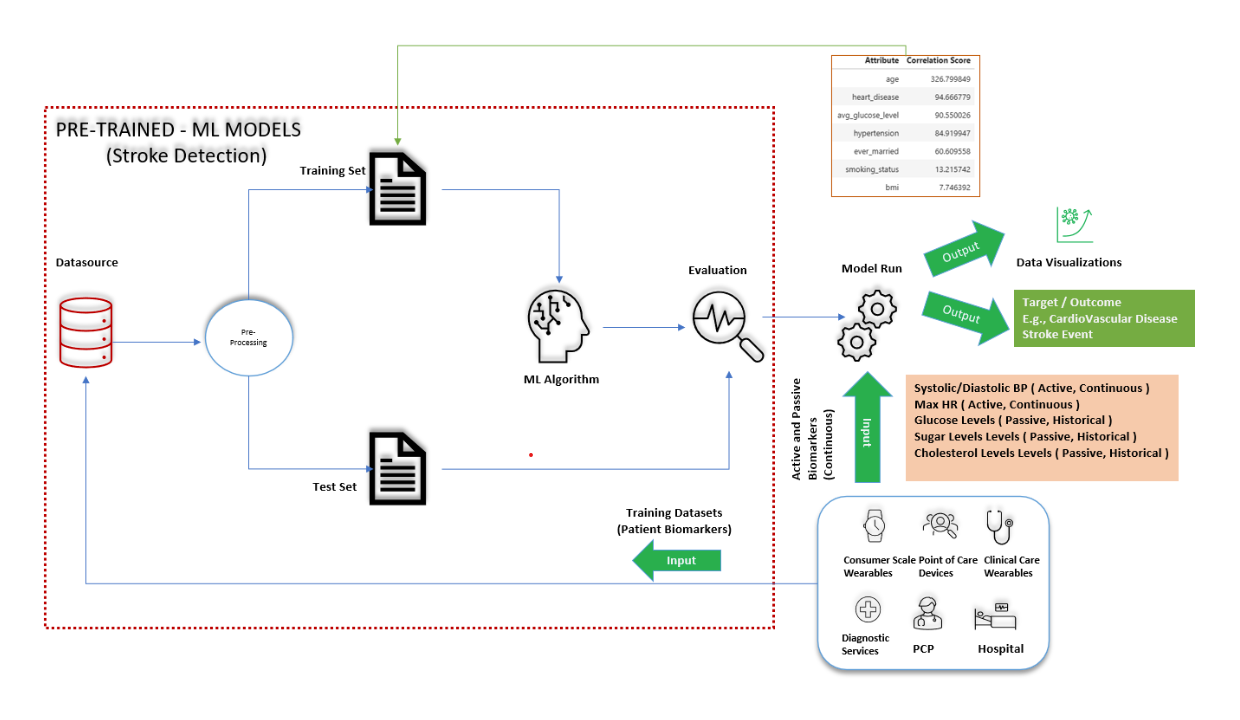 Attribute Correlation Score
age 326.799849
heart_disease 94.666779
avg_glucose_level 90.550026
hypertension 84.919947
ever_married 60.609558
smoking_status 13.215742
bmi 7.746392
PRE-TRAINED - ML MODELS
(Stroke Detection)
Training Set
Datasource
Pre-
Processing
ML Algorithm
Evaluation
Test Set
Training Datasets
(Patient Biomarkers)
Input
Model Run
Output
Data Visualizations
Output
Target / Outcome
E.g., CardioVascular Disease
Stroke Event
Active and Passive
Biomarkers
(Continuous)
Input
Systolic/Diastolic BP ( Active, Continuous )
Max HR ( Active, Continuous )
Glucose Levels ( Passive, Historical )
Sugar Levels Levels ( Passive, Historical )
Cholesterol Levels Levels ( Passive, Historical )
Consumer Scale
Wearables
Point of Care
Devices
Clinical Care
Wearables
Diagnostic
Services
PCP
Hospital